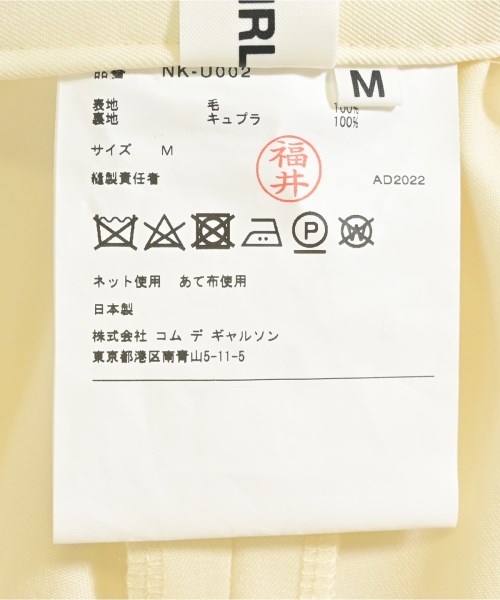 IRL
M
品番 NK-U002
表地 毛 100%
裏地 キュプラ 100%
サイズ M
福井
縫製責任者 AD2022
P W
ネット使用 あて布使用
日本製
株式会社 コム デ ギャルソン
東京都港区南青山5-11-5